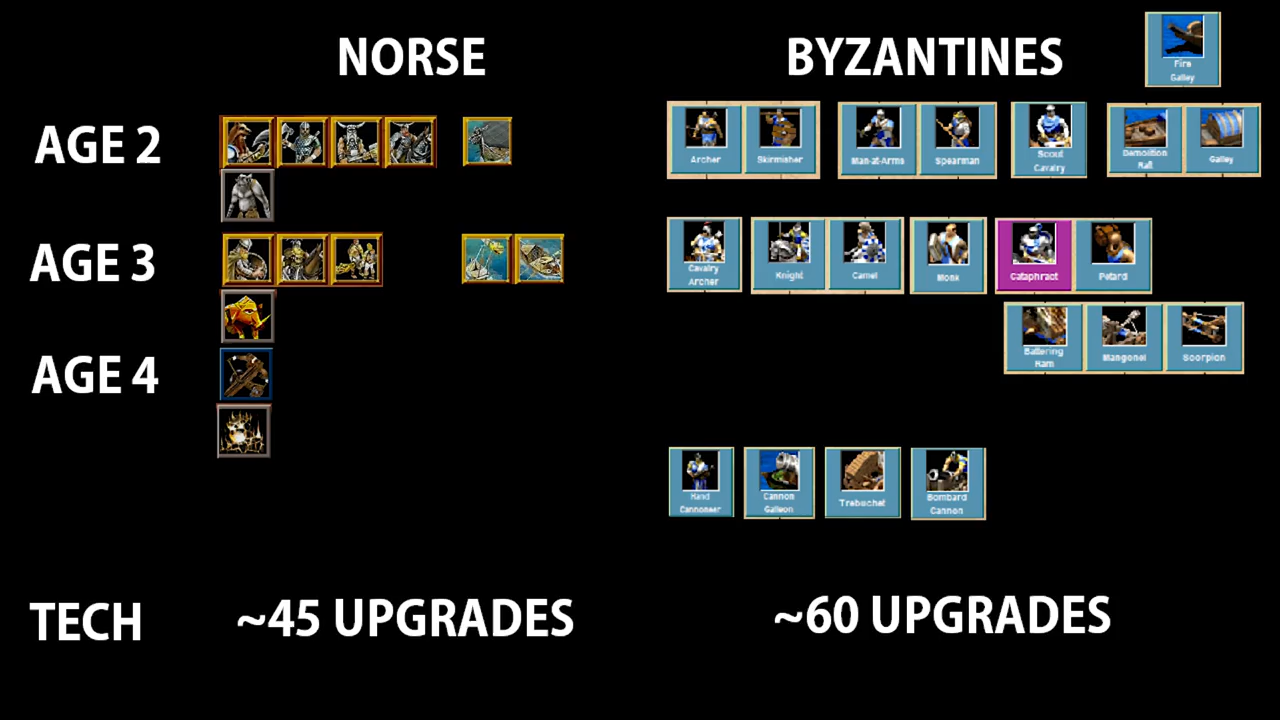 NORSE
BYZANTINES
Fire
Galley
AGE 2
Archer
Skirmisher
Man-at-Arms
Spearman
Scout
Cavalry
Demolition
Raft
Galley
AGE 3
Cavalry
Archer
Knight
Camel
Monk
Cataphract
Petard
AGE 4
Battering
Ram
Mangonel
Scorpion
Hand
Cannoneer
Cannon
Galleon
Trebuchet
Bombard
Cannon
TECH
~45 UPGRADES
~60 UPGRADES